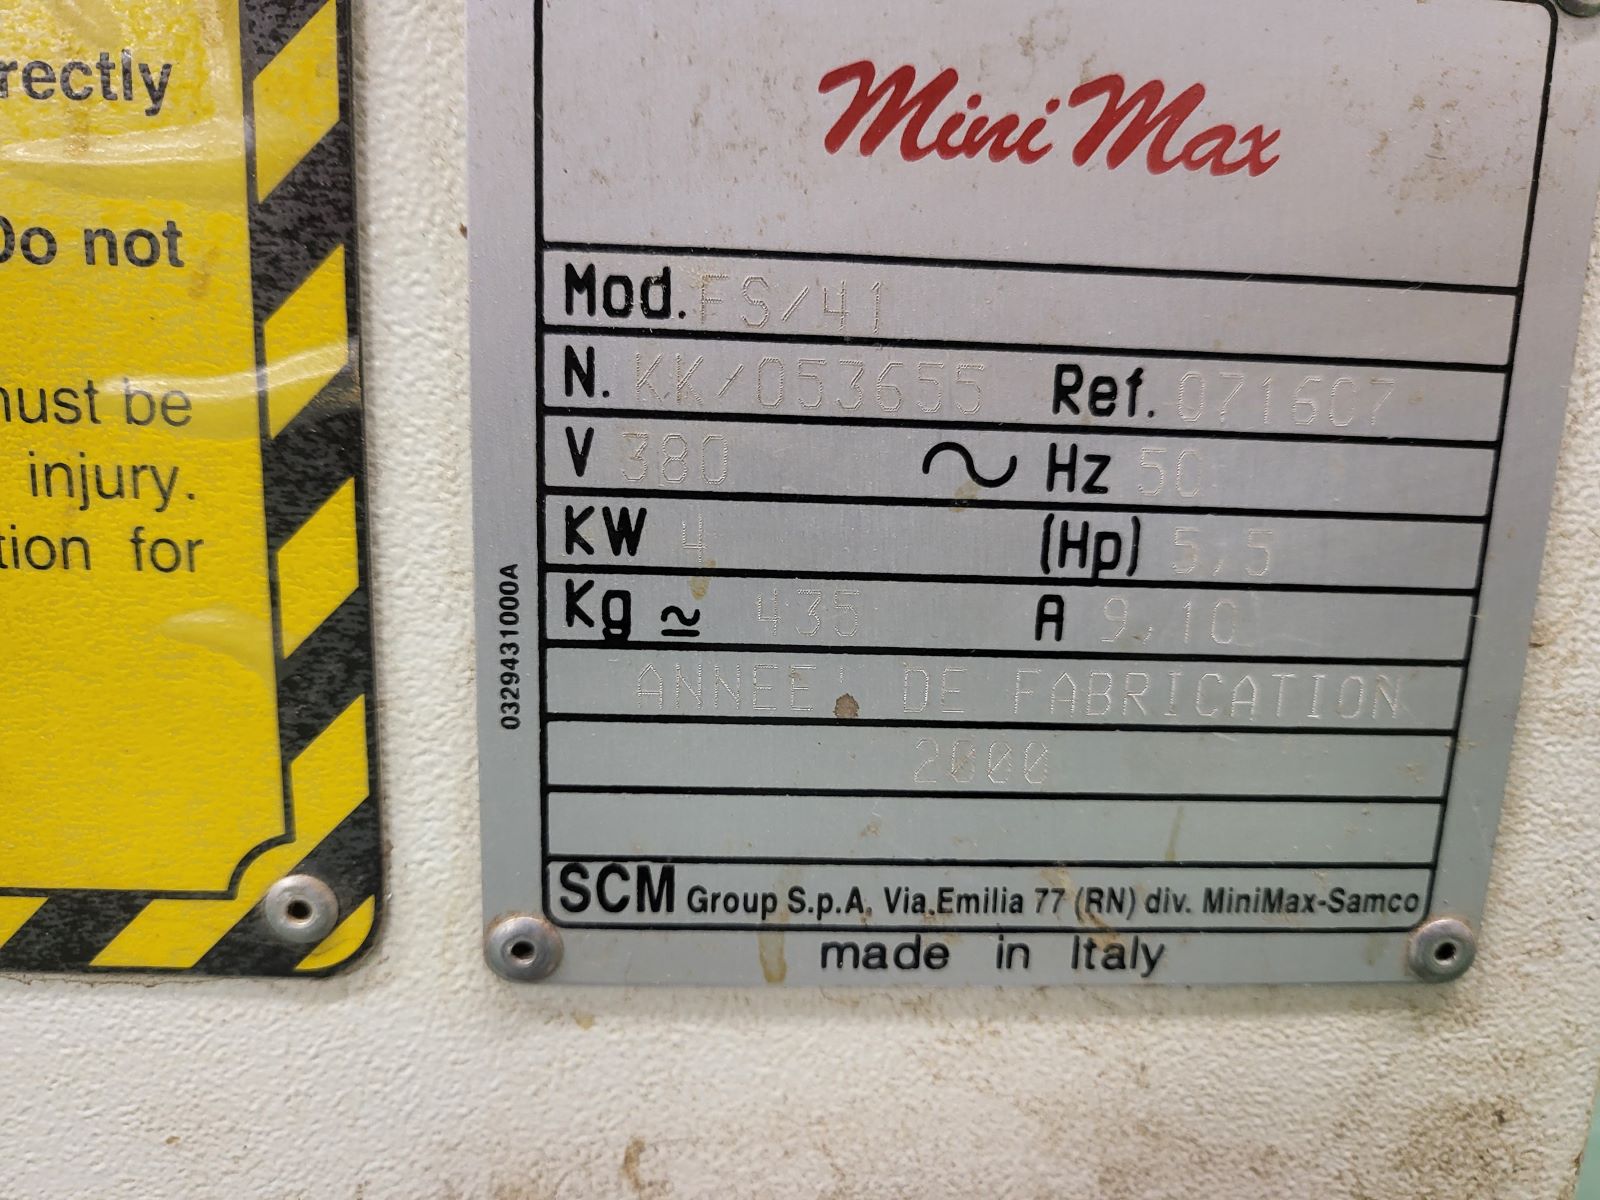 rectly
Do not
must be
injury.
tion for
Mini Max
Mod. FS/41
N. KK/053655 Ref. 071607
V 380 ~ Hz 50
KW 4 (Hp) 5,5
Kg ≃ 435 A 9,10
ANNEE' DE FABRICATION
2000
SCM Group S.p.A. Via Emilia 77 (RN) div. MiniMax-Samco
made in Italy
0329431000A